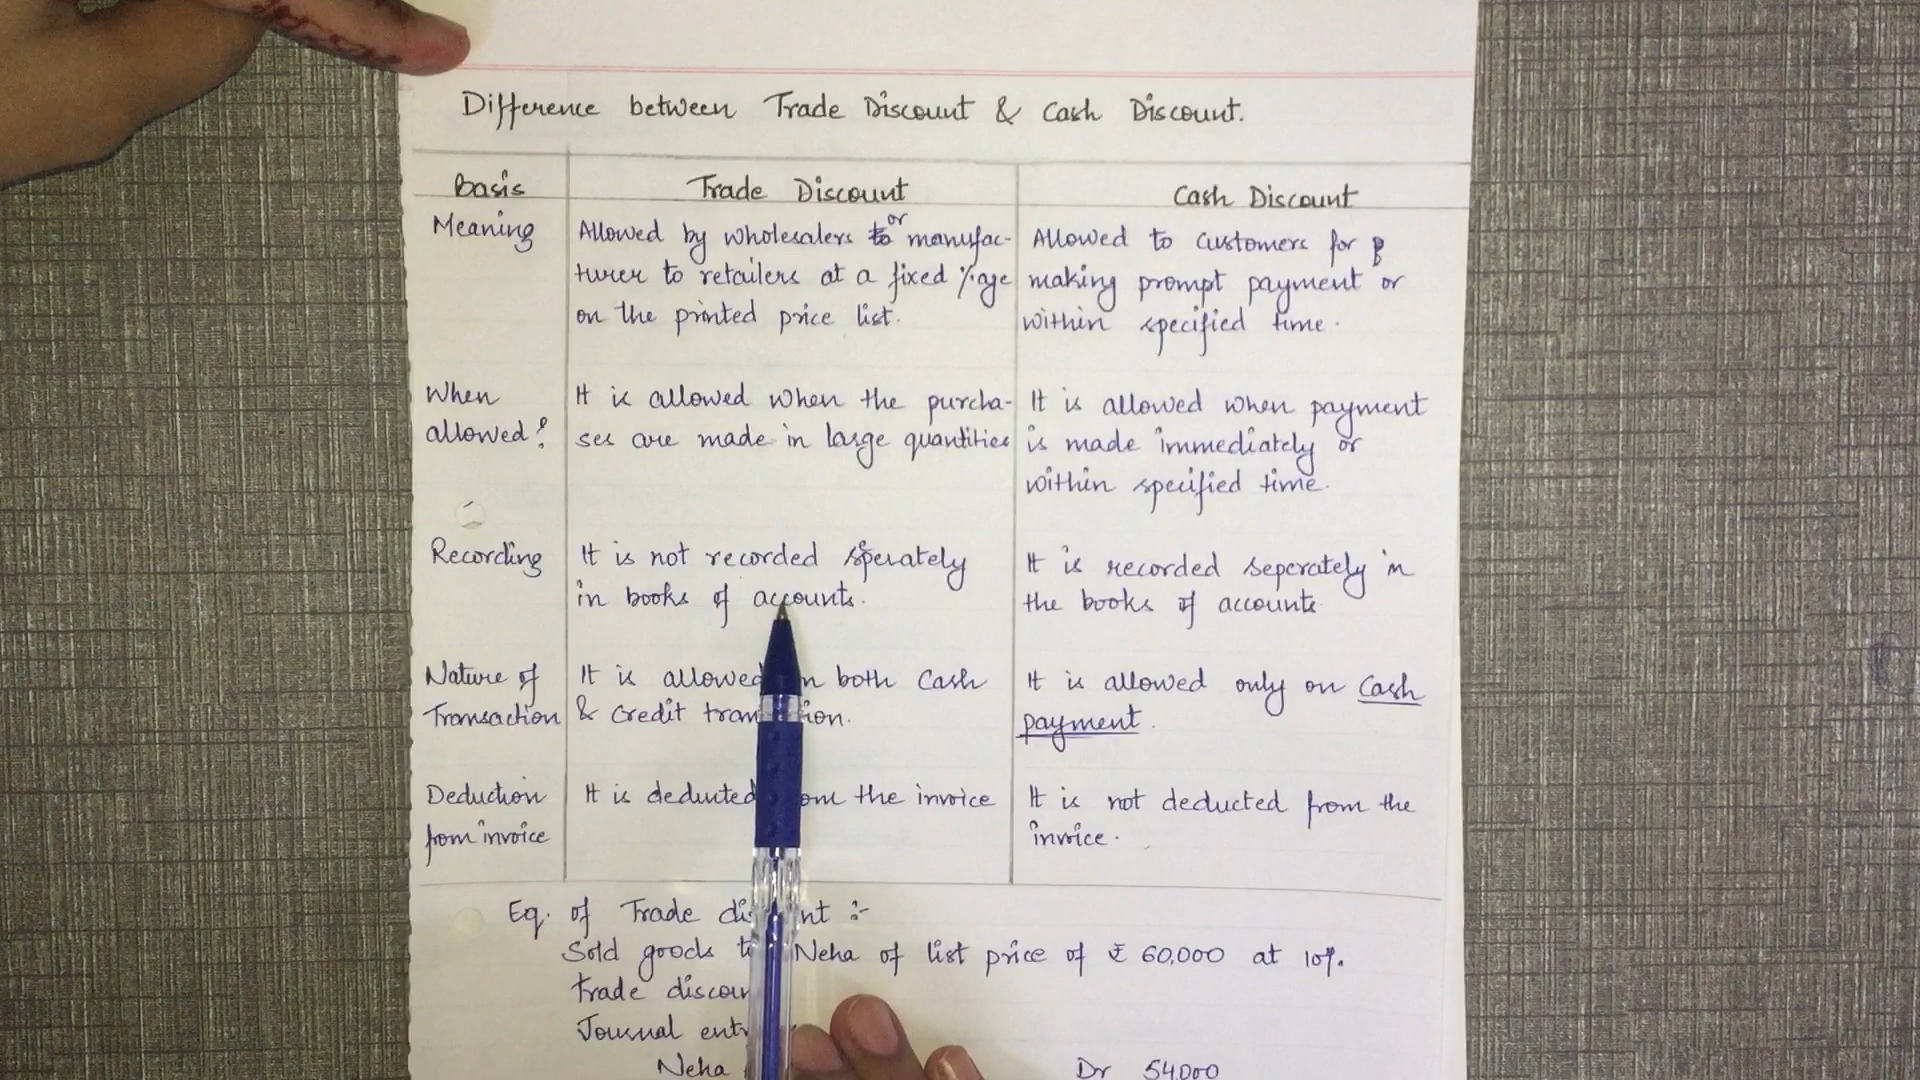 Difference between Trade Discount & Cash Discount.
Basis Trade Discount Cash Discount
Meaning
Allowed by wholesalers or manufac-
turer to retailers at a fixed %age
on the printed price list.
Allowed to customers for
making prompt payment or
within specified time.
When
allowed?
It is allowed when the purcha-
ses are made in large quantities
It is allowed when payment
is made immediately or
within specified time.
Recording
It is not recorded sperately
in books of accounts.
It is recorded seperately in
the books of accounts
Nature of
Transaction
It is allowed both Cash
& Credit
It is allowed only on Cash
payment.
Deduction
from invoice
It is deducted the invoice
It is not deducted from the
invoice.
Eg. of Trade :-
Sold goods Neha of list price of ₹ 60,000 at 10%.
trade
Journal
Neha Dr 54,000